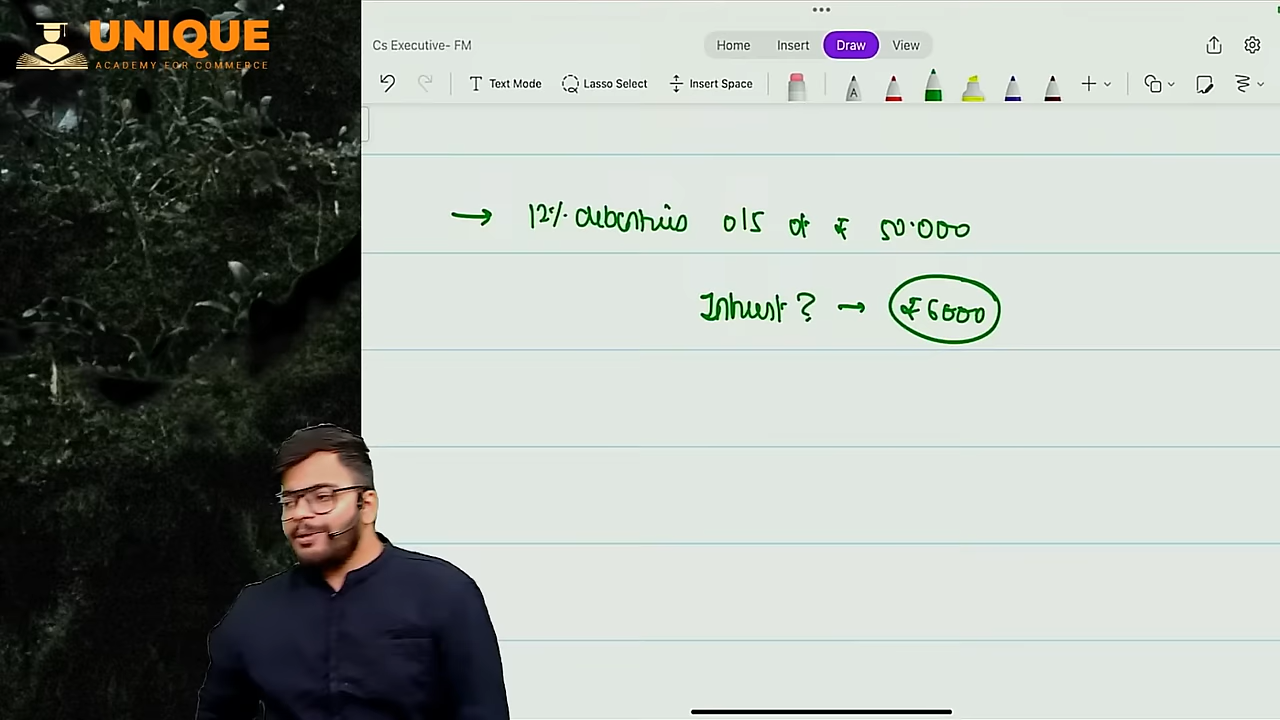 UNIQUE
ACADEMY FOR COMMERCE
Cs Executive- FM
Home Insert Draw View
Text Mode Lasso Select Insert Space
→ 12% debentures o/s of ₹ 50.000
Interest? → ₹6000